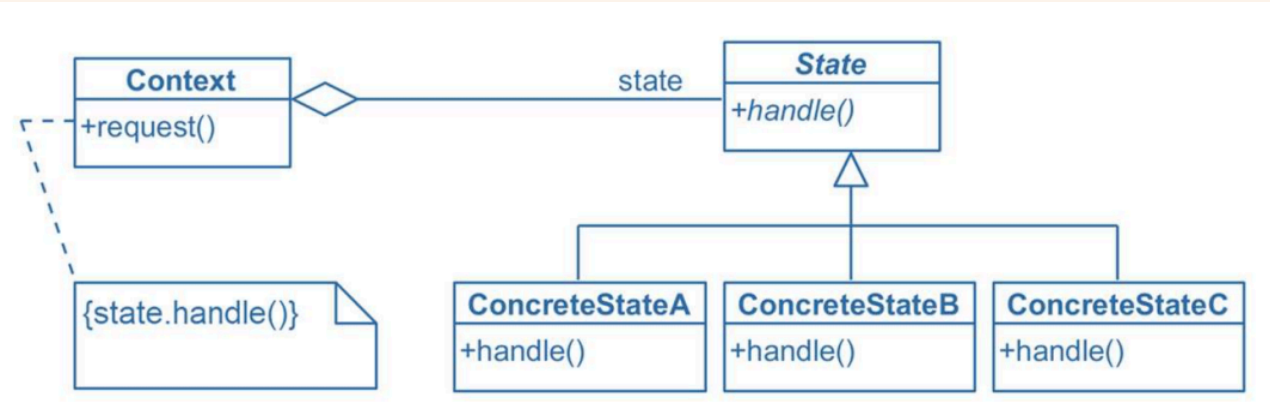 Context
+request()
state
State
+handle()
{state.handle()}
ConcreteStateA
+handle()
ConcreteStateB
+handle()
ConcreteStateC
+handle()